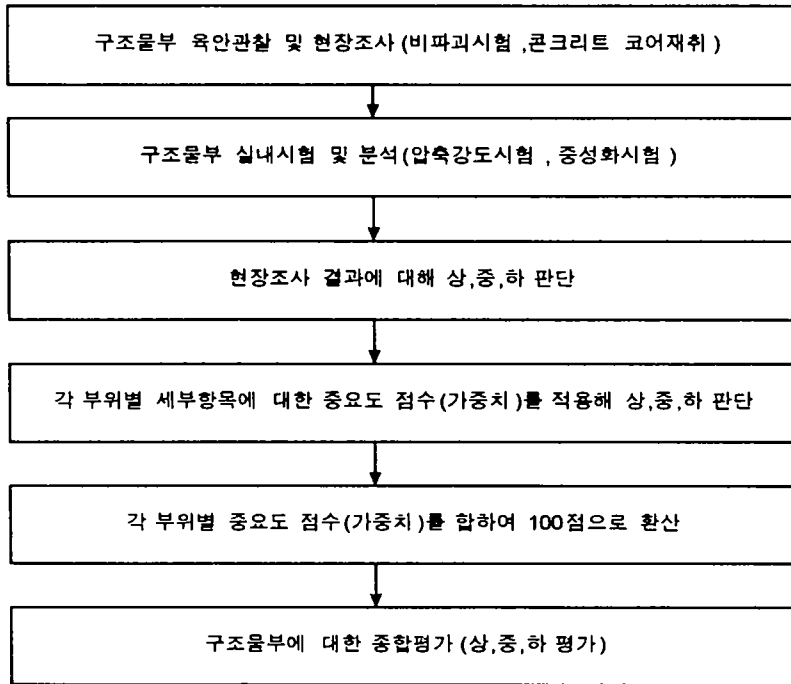 구조물부 육안관찰 및 현장조사(비파괴시험 ,콘크리트 코어재취 )
구조물부 실내시험 및 분석(압축강도시험 , 중성화시험 )
현장조사 결과에 대해 상,중,하 판단
각 부위별 세부항목에 대한 중요도 점수(가중치)를 적용해 상,중,하 판단
각 부위별 중요도 점수(가중치)를 합하여 100점으로 환산
구조물부에 대한 종합평가(상,중,하 평가)